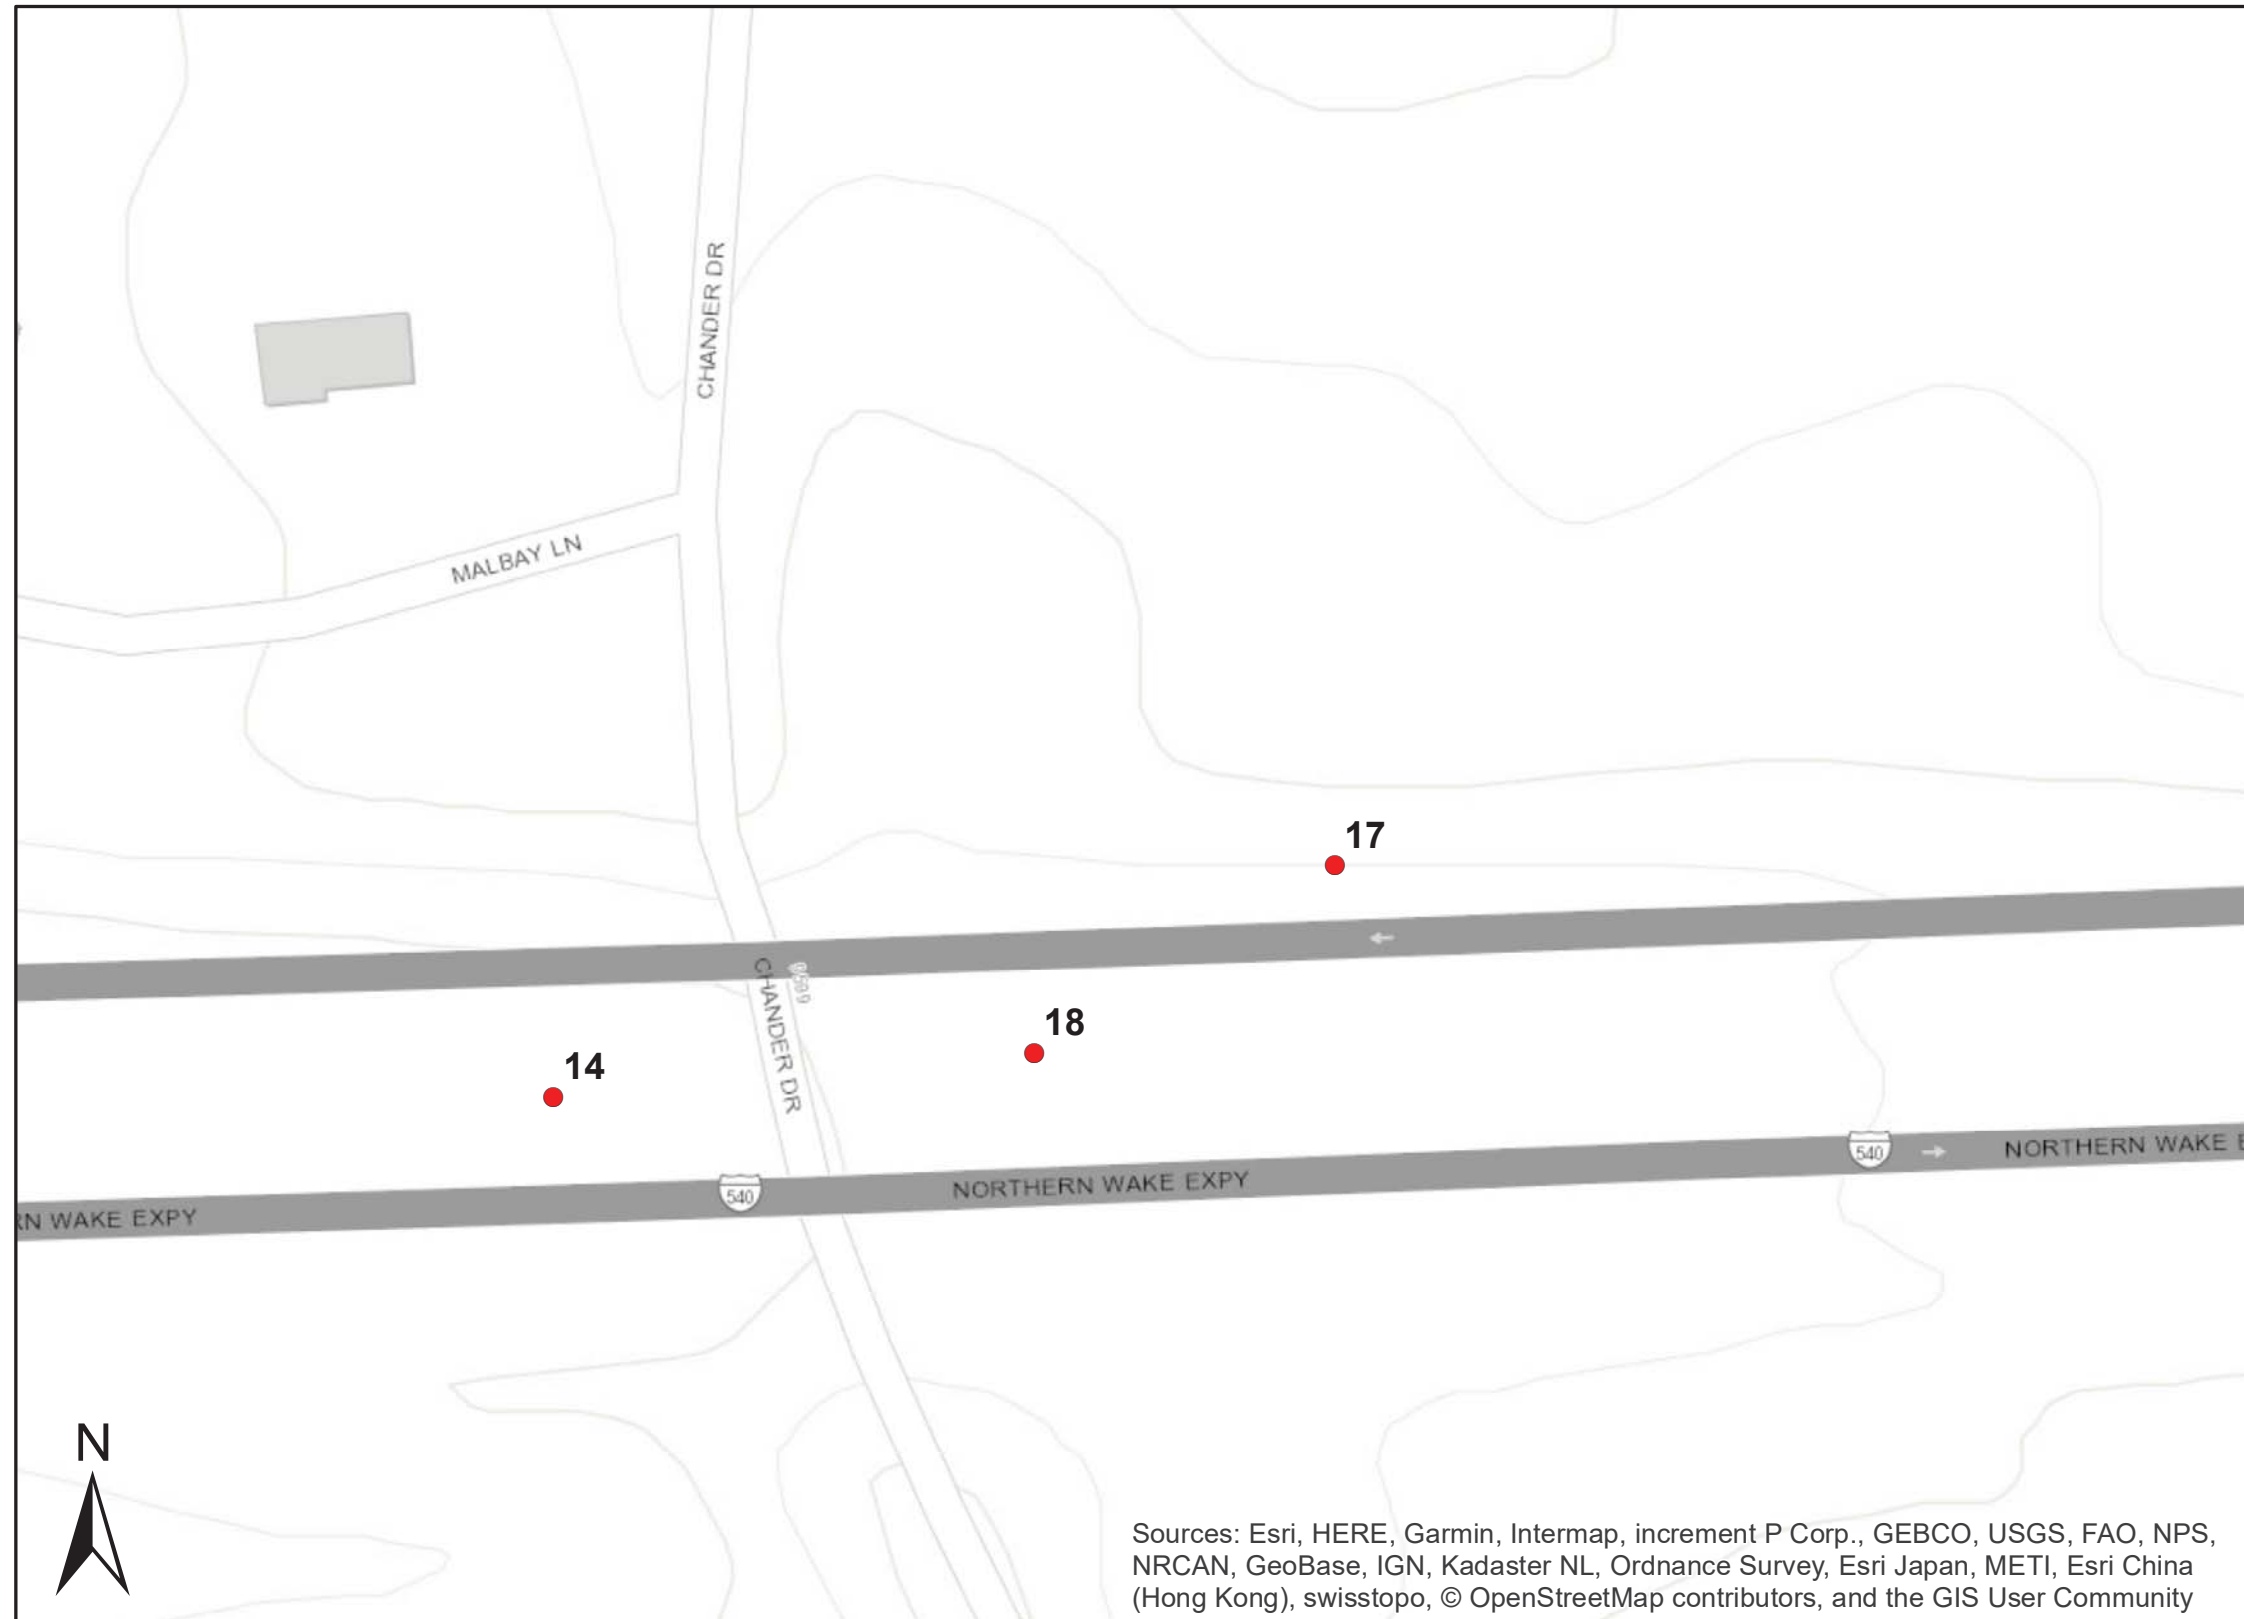 CHANDER DR
MALBAY LN
17
CHANDER DR
18
14
540
NORTHERN WAKE E
540
NORTHERN WAKE EXPY
RN WAKE EXPY
N
Sources: Esri, HERE, Garmin, Intermap, increment P Corp., GEBCO, USGS, FAO, NPS,
NRCAN, GeoBase, IGN, Kadaster NL, Ordnance Survey, Esri Japan, METI, Esri China
(Hong Kong), swisstopo, © OpenStreetMap contributors, and the GIS User Community